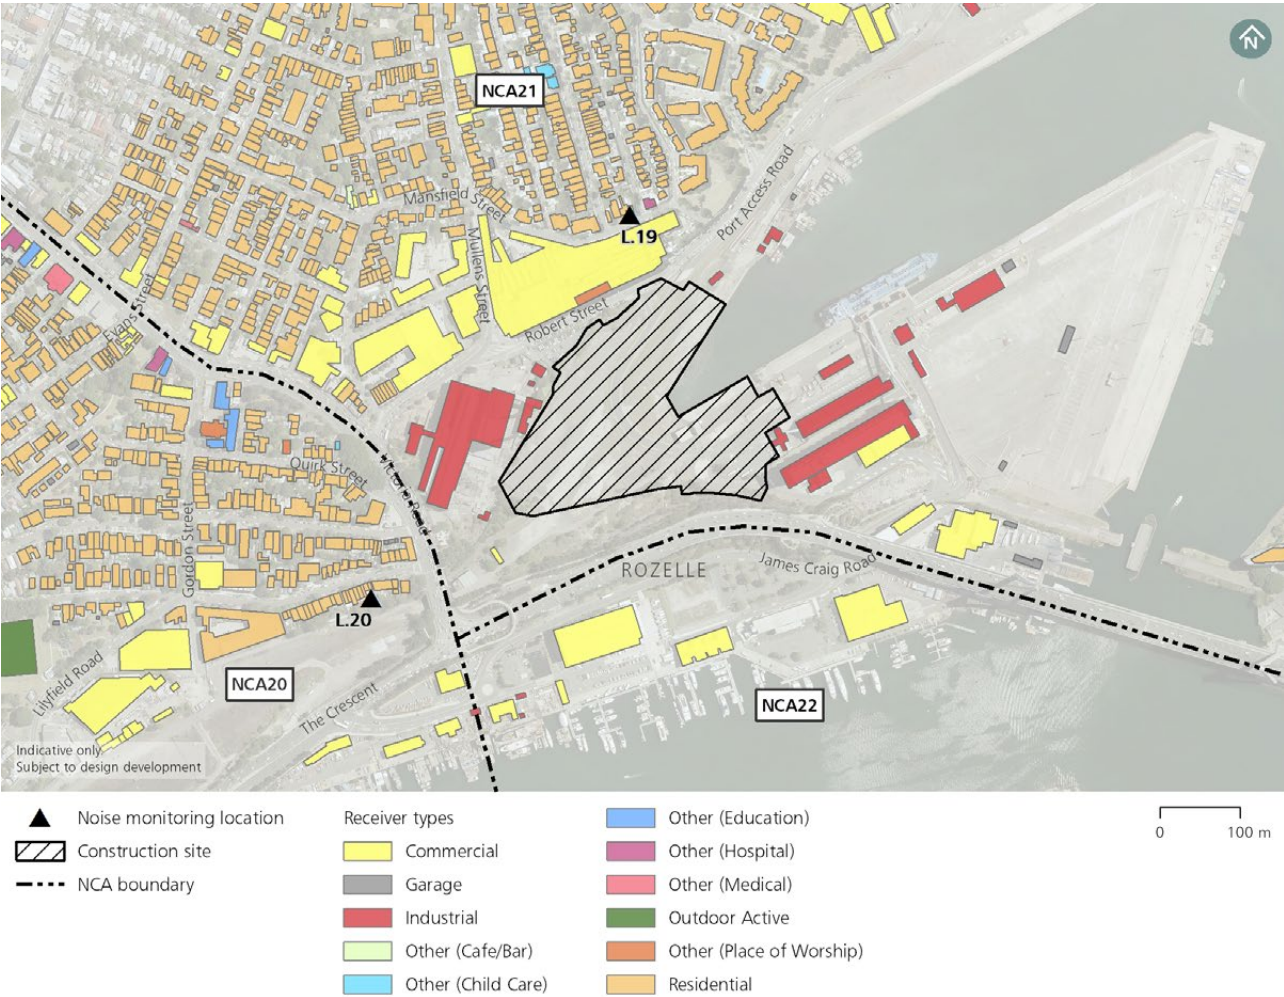 N
NCA21
Mansfield Street
Port Access Road
L.19
Mullens Street
Evans Street
Robert Street
Quirk Street
Victoria Road
Gordon Street
ROZELLE
James Craig Road
L.20
Lilyfield Road
NCA20
The Crescent
NCA22
Indicative only
Subject to design development
Noise monitoring location
Construction site
NCA boundary
Receiver types
Commercial
Garage
Industrial
Other (Cafe/Bar)
Other (Child Care)
Other (Education)
Other (Hospital)
Other (Medical)
Outdoor Active
Other (Place of Worship)
Residential
0 100 m